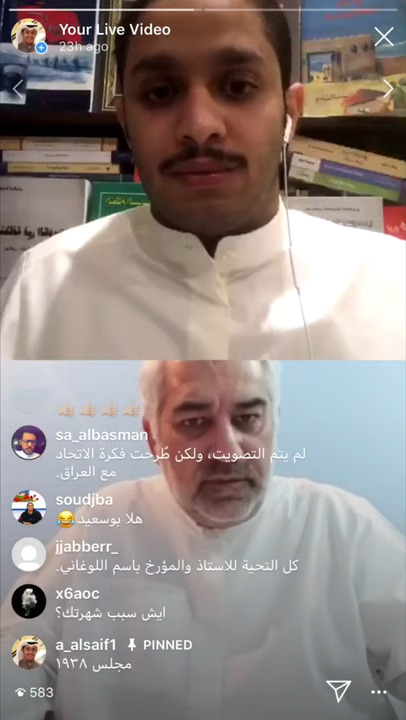 Your Live Video
23h ago
sa_albasman
لم يتم التصويت، ولكن طُرحت فكرة الاتحاد
مع العراق.
soudjba
هلا بوسعيد😂
jjabberr_
كل التحية للاستاذ والمؤرخ باسم اللوغاني.
x6aoc
ايش سبب شهرتك؟
a_alsaif1 PINNED
مجلس ١٩٣٨
583